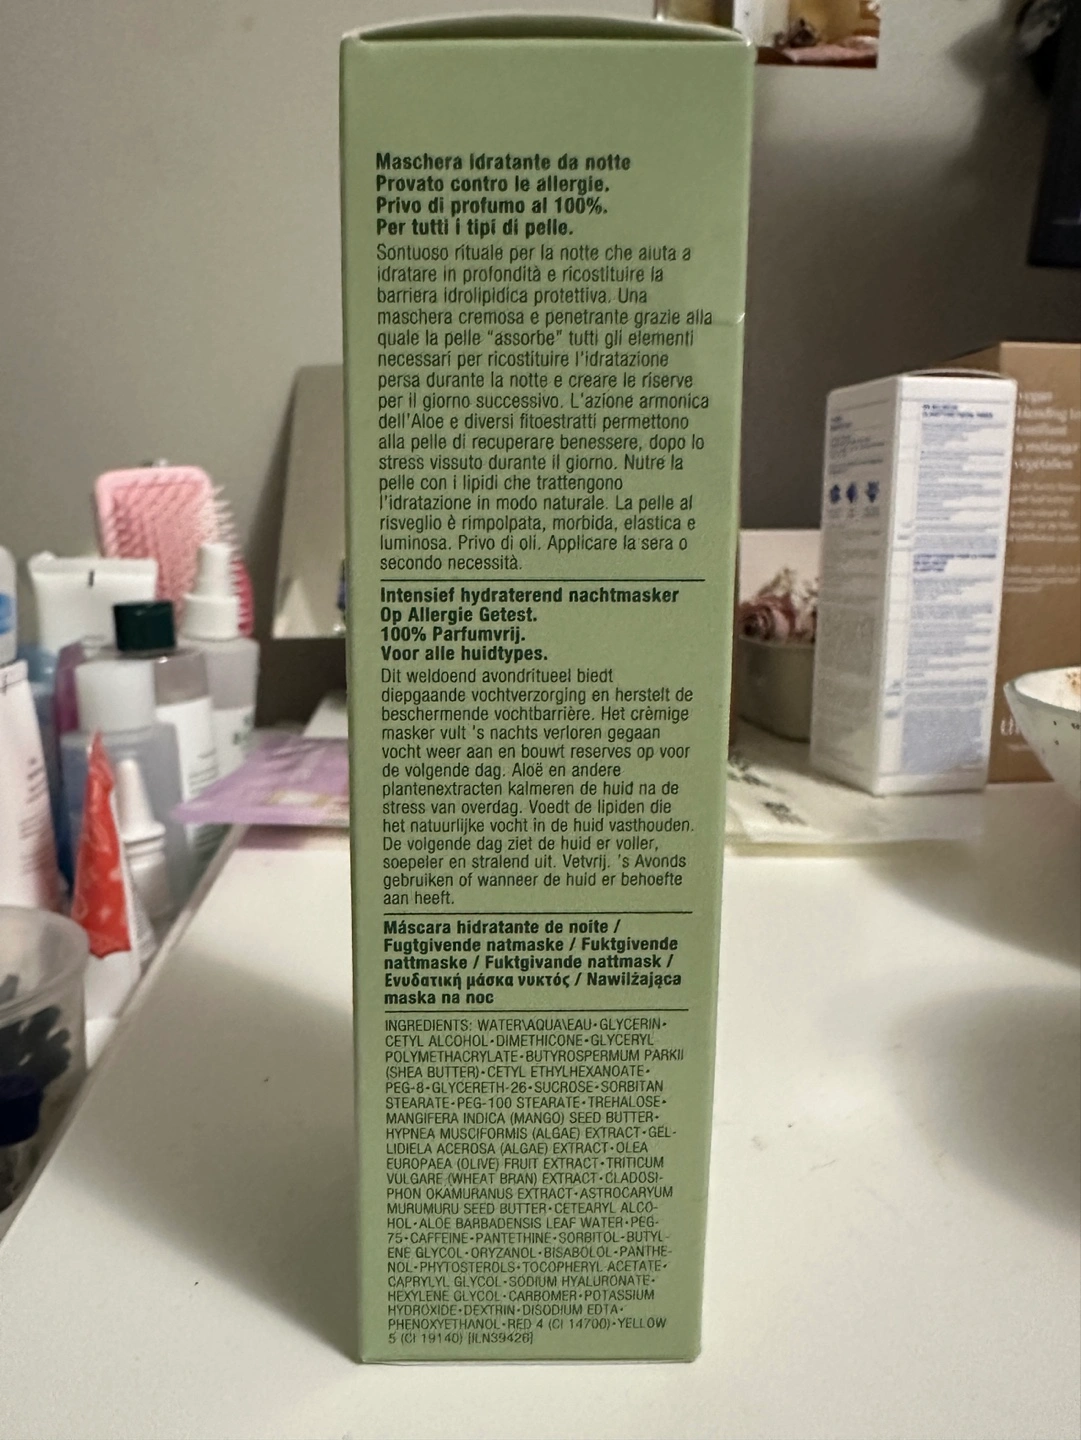 Maschera Idratante da notte
Provato contro le allergie.
Privo di profumo al 100%.
Per tutti i tipi di pelle.
Sontuoso rituale per la notte che aiuta a
idratare in profondità e ricostituire la
barriera idrolipidica protettiva. Una
maschera cremosa e penetrante grazie alla
quale la pelle "assorbe" tutti gli elementi
necessari per ricostituire l'idratazione
persa durante la notte e creare le riserve
per il giorno successivo. L'azione armonica
dell'Aloe e diversi fitoestratti permettono
alla pelle di recuperare benessere, dopo lo
stress vissuto durante il giorno. Nutre la
pelle con i lipidi che trattengono
l'idratazione in modo naturale. La pelle al
risveglio è rimpolpata, morbida, elastica e
luminosa. Privo di oli. Applicare la sera o
secondo necessità.
Intensief hydraterend nachtmasker
Op Allergie Getest.
100% Parfumvrij.
Voor alle huidtypes.
Dit weldoend avondritueel biedt
diepgaande vochtverzorging en herstelt de
beschermende vochtbarrière. Het crèmige
masker vult 's nachts verloren gegaan
vocht weer aan en bouwt reserves op voor
de volgende dag. Aloë en andere
plantenextracten kalmeren de huid na de
stress van overdag. Voedt de lipiden die
het natuurlijke vocht in de huid vasthouden.
De volgende dag ziet de huid er voller,
soepeler en stralend uit. Vetvrij. 's Avonds
gebruiken of wanneer de huid er behoefte
aan heeft.
Máscara hidratante de noite /
Fugtgivende natmaske / Fuktgivende
nattmaske / Fuktgivande nattmask /
Ενυδατική μάσκα νυκτός / Nawilżająca
maska na noc
INGREDIENTS: WATER\AQUA\EAU•GLYCERIN•
CETYL ALCOHOL•DIMETHICONE•GLYCERYL
POLYMETHACRYLATE•BUTYROSPERMUM PARKII
(SHEA BUTTER)•CETYL ETHYLHEXANOATE•
PEG-8•GLYCERETH-26•SUCROSE•SORBITAN
STEARATE•PEG-100 STEARATE•TREHALOSE•
MANGIFERA INDICA (MANGO) SEED BUTTER•
HYPNEA MUSCIFORMIS (ALGAE) EXTRACT•GEL-
LIDIELA ACEROSA (ALGAE) EXTRACT•OLEA
EUROPAEA (OLIVE) FRUIT EXTRACT•TRITICUM
VULGARE (WHEAT BRAN) EXTRACT•CLADOSI-
PHON OKAMURANUS EXTRACT•ASTROCARYUM
MURUMURU SEED BUTTER•CETEARYL ALCO-
HOL•ALOE BARBADENSIS LEAF WATER•PEG-
75•CAFFEINE•PANTETHINE•SORBITOL•BUTYL-
ENE GLYCOL•ORYZANOL•BISABOLOL•PANTHE-
NOL•PHYTOSTEROLS•TOCOPHERYL ACETATE•
CAPRYLYL GLYCOL•SODIUM HYALURONATE•
HEXYLENE GLYCOL•CARBOMER•POTASSIUM
HYDROXIDE•DEXTRIN•DISODIUM EDTA•
PHENOXYETHANOL•RED 4 (CI 14700)•YELLOW
5 (CI 19140) [ILN39426]
vegan
blending